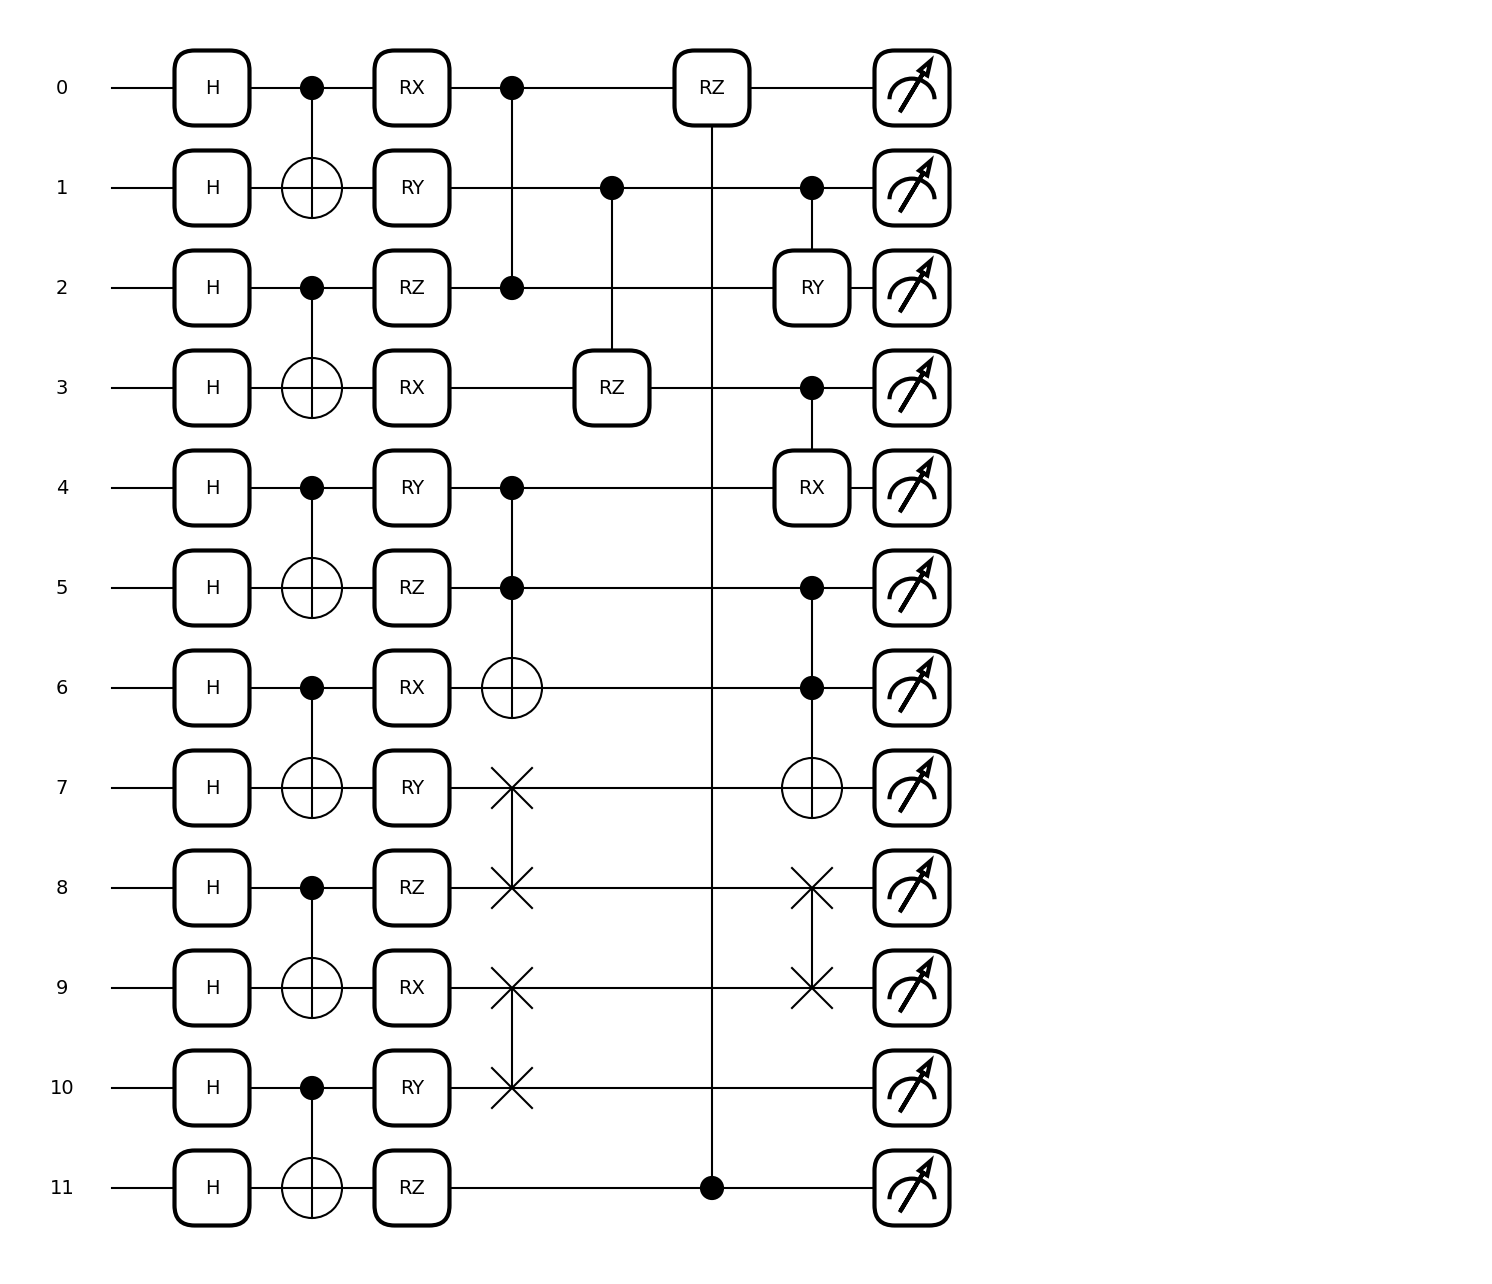 0 H RX RZ
1 H RY
2 H RZ RY
3 H RX RZ
4 H RY RX
5 H RZ
6 H RX
7 H RY
8 H RZ
9 H RX
10 H RY
11 H RZ